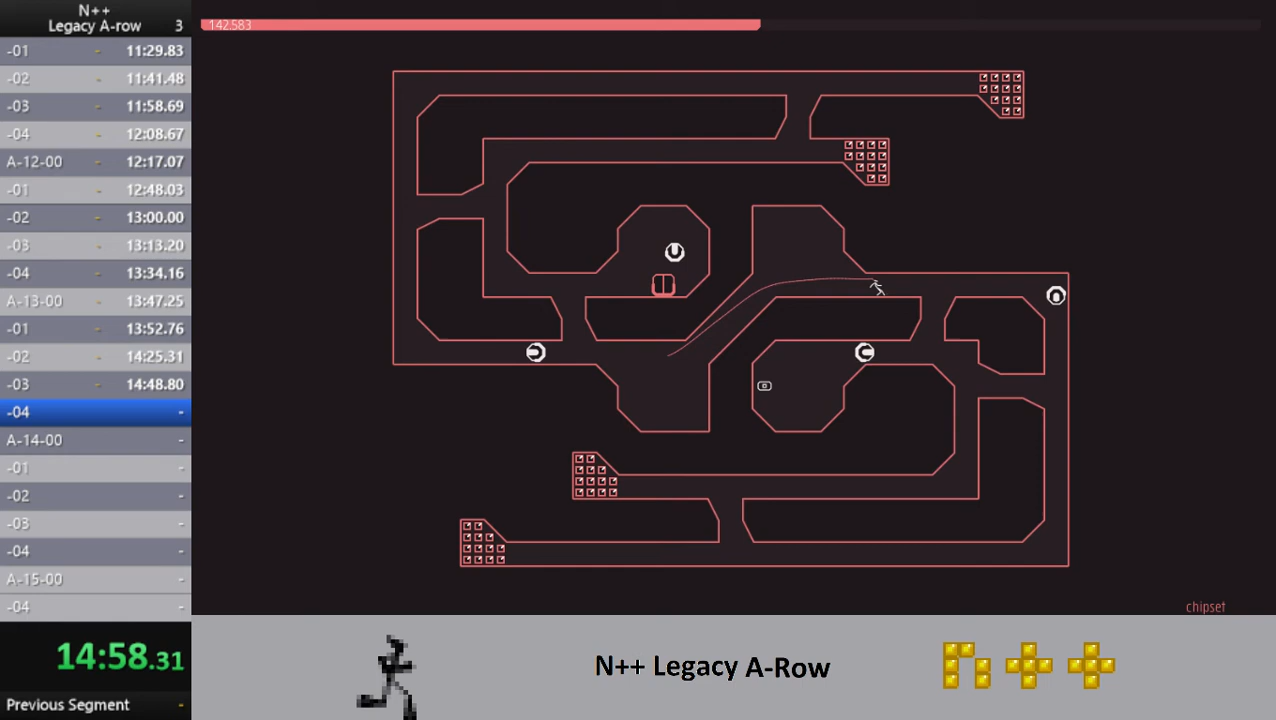 N++
Legacy A-row 3
-01 - 11:29.83
-02 - 11:41.48
-03 - 11:58.69
-04 - 12:08.67
A-12-00 - 12:17.07
-01 - 12:48.03
-02 - 13:00.00
-03 - 13:13.20
-04 - 13:34.16
A-13-00 - 13:47.25
-01 - 13:52.76
-02 - 14:25.31
-03 - 14:48.80
-04 -
A-14-00 -
-01 -
-02 -
-03 -
-04 -
A-15-00 -
-04 -
14:58.31
Previous Segment -
142.583
chipset
N++ Legacy A-Row
n++